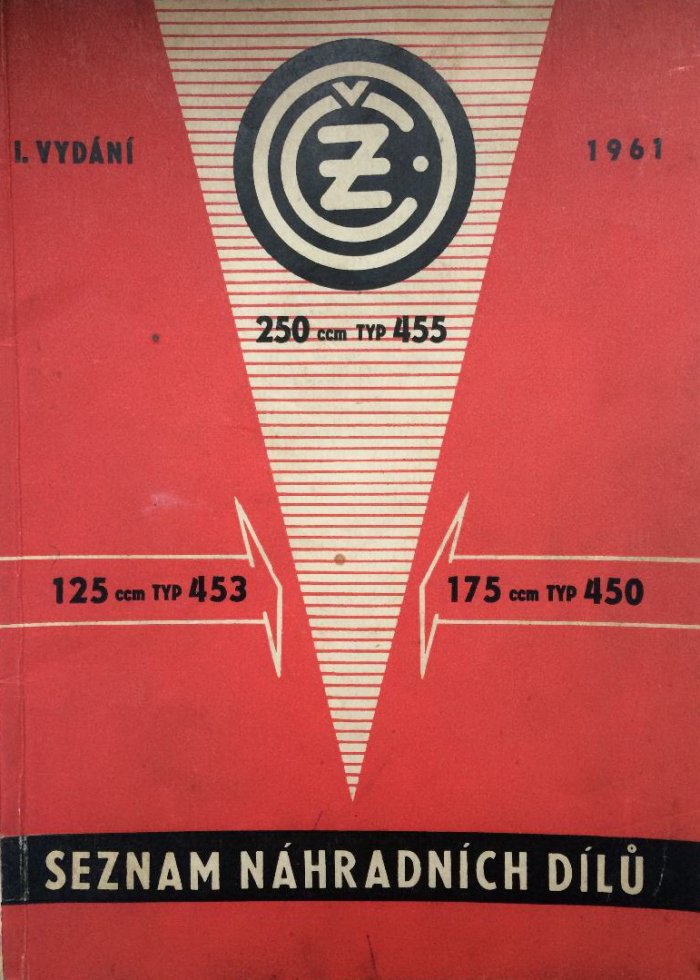 I. VYDÁNÍ
1961
ČZ
250 ccm TYP 455
125 ccm TYP 453
175 ccm TYP 450
SEZNAM NÁHRADNÍCH DÍLŮ